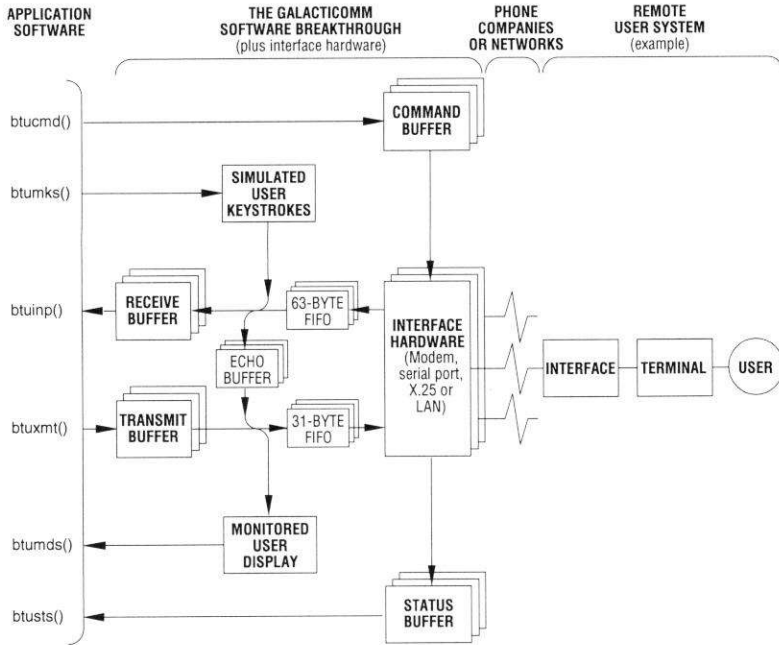 APPLICATION
SOFTWARE
THE GALACTICOMM
SOFTWARE BREAKTHROUGH
(plus interface hardware)
PHONE
COMPANIES
OR NETWORKS
REMOTE
USER SYSTEM
(example)
btucmd()
COMMAND
BUFFER
btumks()
SIMULATED
USER
KEYSTROKES
btuinp()
RECEIVE
BUFFER
63-BYTE
FIFO
INTERFACE
HARDWARE
(Modem,
serial port,
X.25 or
LAN)
ECHO
BUFFER
INTERFACE
TERMINAL
USER
btuxmt()
TRANSMIT
BUFFER
31-BYTE
FIFO
btumds()
MONITORED
USER
DISPLAY
btusts()
STATUS
BUFFER